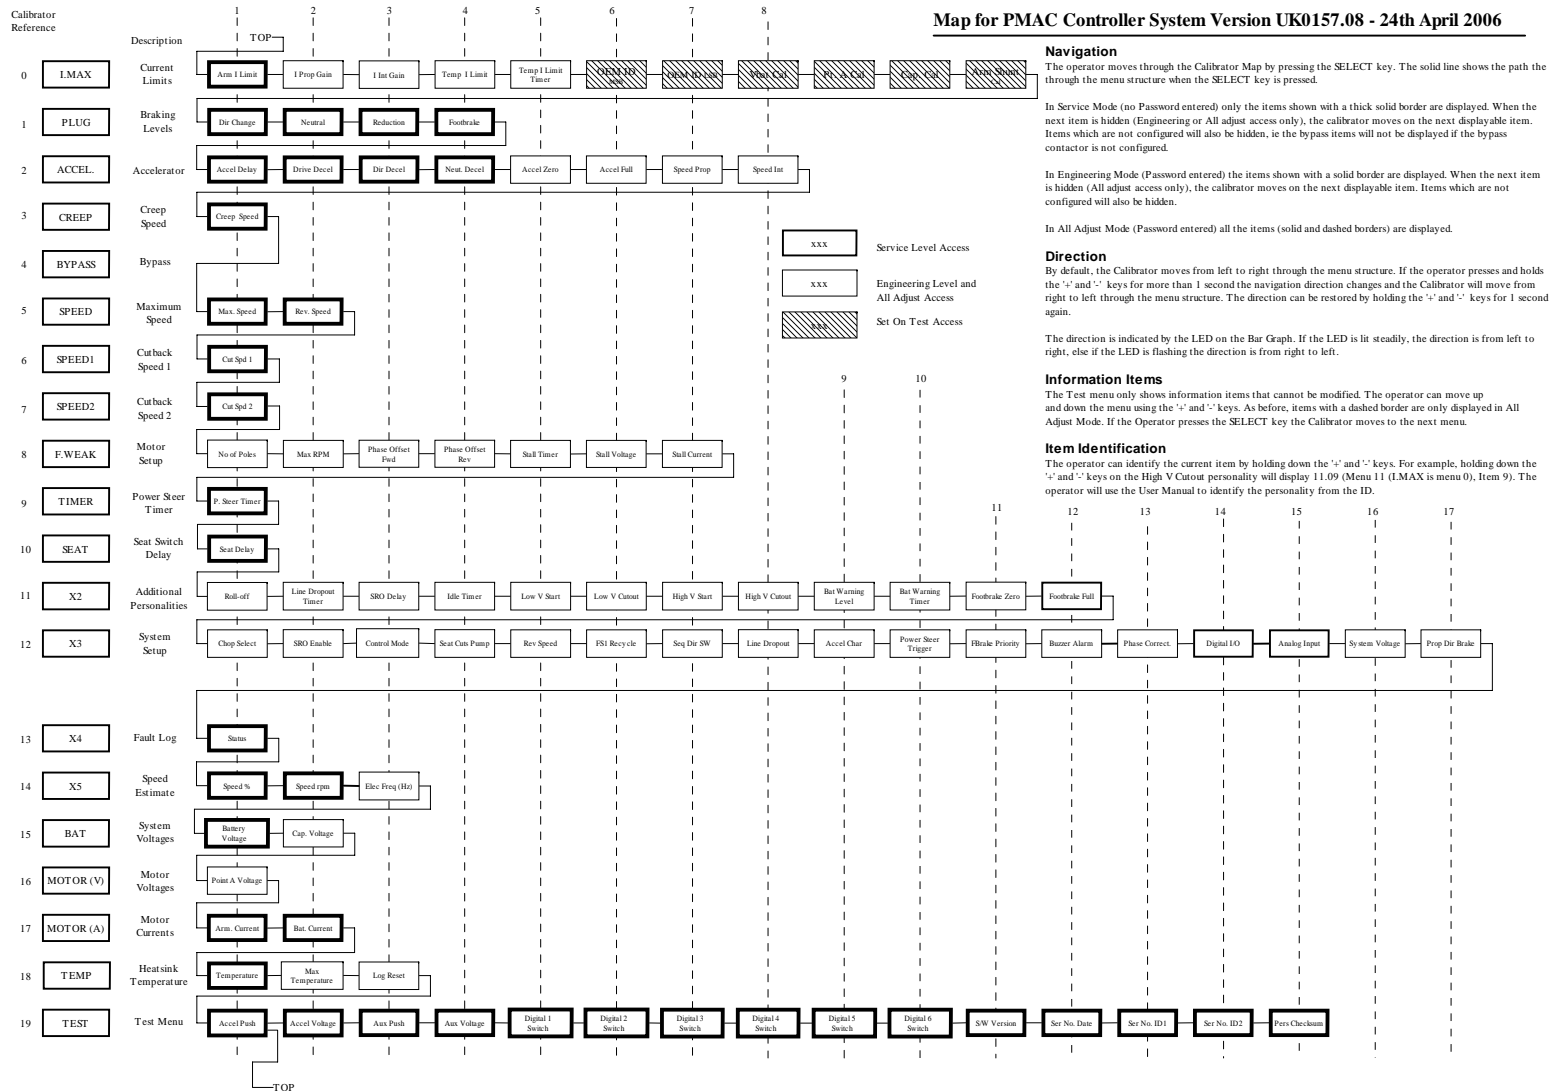 Map for PMAC Controller System Version UK0157.08 - 24th April 2006
Calibrator
Reference
Description
TOP
1 2 3 4 5 6 7 8
0 I.MAX Current Limits Arm I Limit I Prop Gain I Int Gain Temp I Limit Temp I Limit Timer OEM ID MSB OEM ID LSB Vbat Cal Pt. A Cal Cap. Cal Arm Shunt Cal
1 PLUG Braking Levels Dir Change Neutral Reduction Footbrake
2 ACCEL. Accelerator Accel Delay Drive Decel Dir Decel Neut. Decel Accel Zero Accel Full Speed Prop Speed Int
3 CREEP Creep Speed Creep Speed
4 BYPASS Bypass
5 SPEED Maximum Speed Max. Speed Rev. Speed
6 SPEED1 Cutback Speed 1 Cut Spd 1
7 SPEED2 Cutback Speed 2 Cut Spd 2
9 10
8 F.WEAK Motor Setup No of Poles Max RPM Phase Offset Fwd Phase Offset Rev Stall Timer Stall Voltage Stall Current
9 TIMER Power Steer Timer P. Steer Timer
10 SEAT Seat Switch Delay Seat Delay
11 12 13 14 15 16 17
11 X2 Additional Personalities Roll-off Line Dropout Timer SRO Delay Idle Timer Low V Start Low V Cutout High V Start High V Cutout Bat Warning Level Bat Warning Timer Footbrake Zero Footbrake Full
12 X3 System Setup Chop Select SRO Enable Control Mode Seat Cuts Pump Rev Speed FS1 Recycle Seq Dir SW Line Dropout Accel Char Power Steer Trigger FBrake Priority Buzzer Alarm Phase Correct. Digital I/O Analog Input System Voltage Prop Dir Brake
13 X4 Fault Log Status
14 X5 Speed Estimate Speed % Speed rpm Elec Freq (Hz)
15 BAT System Voltages Battery Voltage Cap. Voltage
16 MOTOR (V) Motor Voltages Point A Voltage
17 MOTOR (A) Motor Currents Arm. Current Bat. Current
18 TEMP Heatsink Temperature Temperature Max Temperature Log Reset
19 TEST Test Menu Accel Push Accel Voltage Aux Push Aux Voltage Digital 1 Switch Digital 2 Switch Digital 3 Switch Digital 4 Switch Digital 5 Switch Digital 6 Switch S/W Version Ser No. Date Ser No. ID1 Ser No. ID2 Pers Checksum
TOP
xxx Service Level Access
xxx Engineering Level and All Adjust Access
xxx Set On Test Access
Navigation
The operator moves through the Calibrator Map by pressing the SELECT key. The solid line shows the path the
through the menu structure when the SELECT key is pressed.
In Service Mode (no Password entered) only the items shown with a thick solid border are displayed. When the
next item is hidden (Engineering or All adjust access only), the calibrator moves on the next displayable item.
Items which are not configured will also be hidden, ie the bypass items will not be displayed if the bypass
contactor is not configured.
In Engineering Mode (Password entered) the items shown with a solid border are displayed. When the next item
is hidden (All adjust access only), the calibrator moves on the next displayable item. Items which are not
configured will also be hidden.
In All Adjust Mode (Password entered) all the items (solid and dashed borders) are displayed.
Direction
By default, the Calibrator moves from left to right through the menu structure. If the operator presses and holds
the '+' and '-' keys for more than 1 second the navigation direction changes and the Calibrator will move from
right to left through the menu structure. The direction can be restored by holding the '+' and '-' keys for 1 second
again.
The direction is indicated by the LED on the Bar Graph. If the LED is lit steadily, the direction is from left to
right, else if the LED is flashing the direction is from right to left.
Information Items
The Test menu only shows information items that cannot be modified. The operator can move up
and down the menu using the '+' and '-' keys. As before, items with a dashed border are only displayed in All
Adjust Mode. If the Operator presses the SELECT key the Calibrator moves to the next menu.
Item Identification
The operator can identify the current item by holding down the '+' and '-' keys. For example, holding down the
'+' and '-' keys on the High V Cutout personality will display 11.09 (Menu 11 (I.MAX is menu 0), Item 9). The
operator will use the User Manual to identify the personality from the ID.